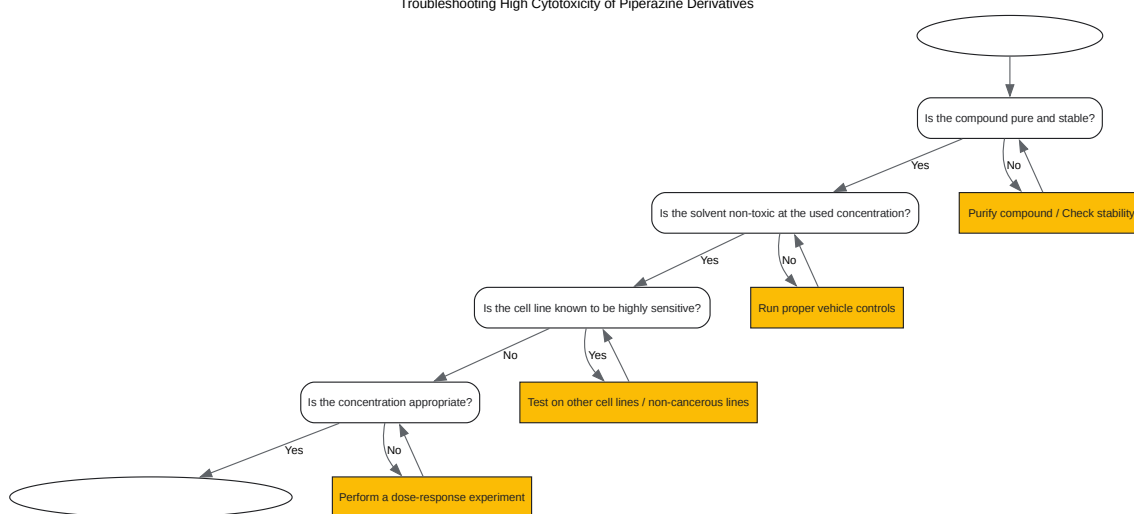 Troubleshooting High Cytotoxicity of Piperazine Derivatives
Is the compound pure and stable?
Yes
No
Is the solvent non-toxic at the used concentration?
Purify compound / Check stability
Yes
No
Is the cell line known to be highly sensitive?
Run proper vehicle controls
No
Yes
Is the concentration appropriate?
Test on other cell lines / non-cancerous lines
Yes
No
Perform a dose-response experiment